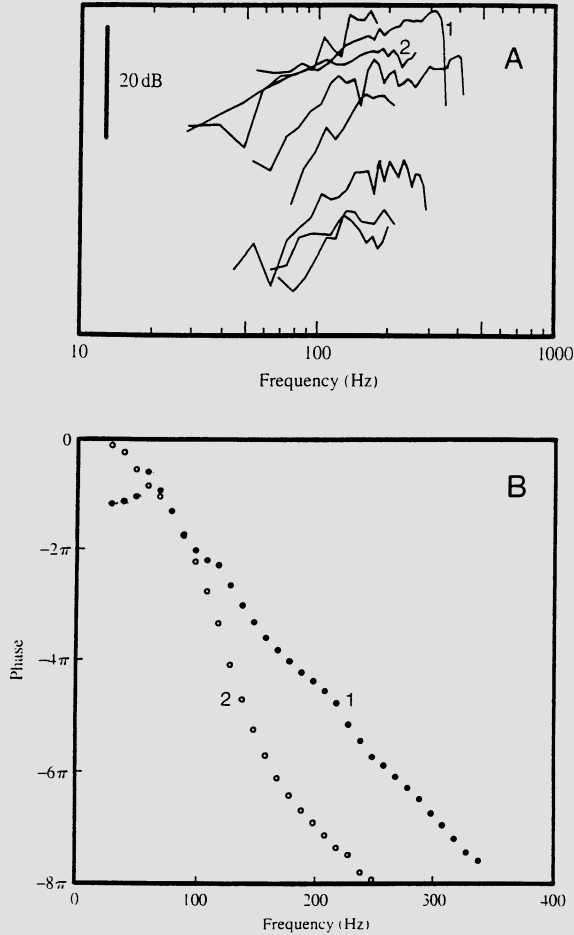 A
1
2
20 dB
10
100
1000
Frequency (Hz)
B
0
−2π
−4π
−6π
−8π
Phase
1
2
0
100
200
300
400
Frequency (Hz)